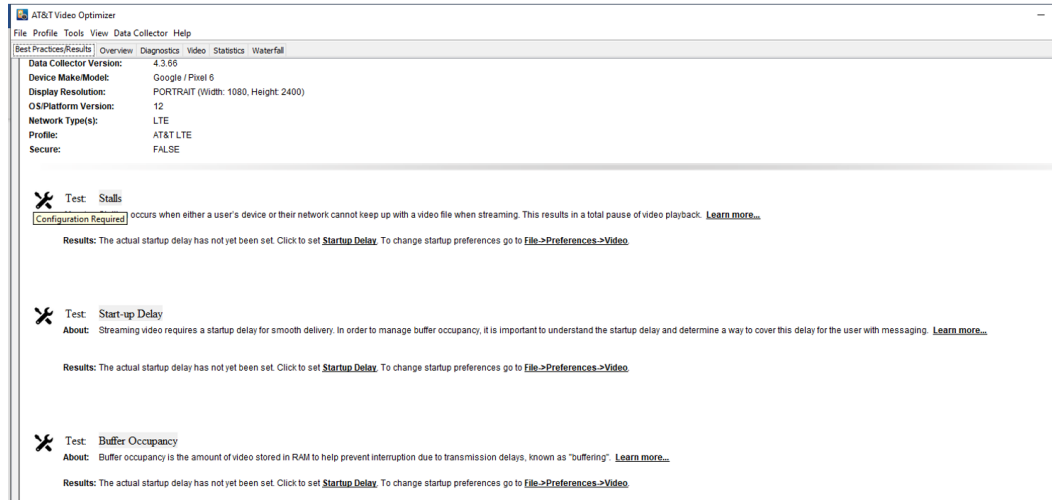 AT&T Video Optimizer
File Profile Tools View Data Collector Help
Best Practices/Results Overview Diagnostics Video Statistics Waterfall
Data Collector Version: 4.3.66
Device Make/Model: Google / Pixel 6
Display Resolution: PORTRAIT (Width: 1080, Height: 2400)
OS/Platform Version: 12
Network Type(s): LTE
Profile: AT&T LTE
Secure: FALSE
Test: Stalls
Configuration Required occurs when either a user's device or their network cannot keep up with a video file when streaming. This results in a total pause of video playback. Learn more...
Results: The actual startup delay has not yet been set. Click to set Startup Delay. To change startup preferences go to File->Preferences->Video.
Test: Start-up Delay
About: Streaming video requires a startup delay for smooth delivery. In order to manage buffer occupancy, it is important to understand the startup delay and determine a way to cover this delay for the user with messaging. Learn more...
Results: The actual startup delay has not yet been set. Click to set Startup Delay. To change startup preferences go to File->Preferences->Video.
Test: Buffer Occupancy
About: Buffer occupancy is the amount of video stored in RAM to help prevent interruption due to transmission delays, known as "buffering". Learn more...
Results: The actual startup delay has not yet been set. Click to set Startup Delay. To change startup preferences go to File->Preferences->Video.